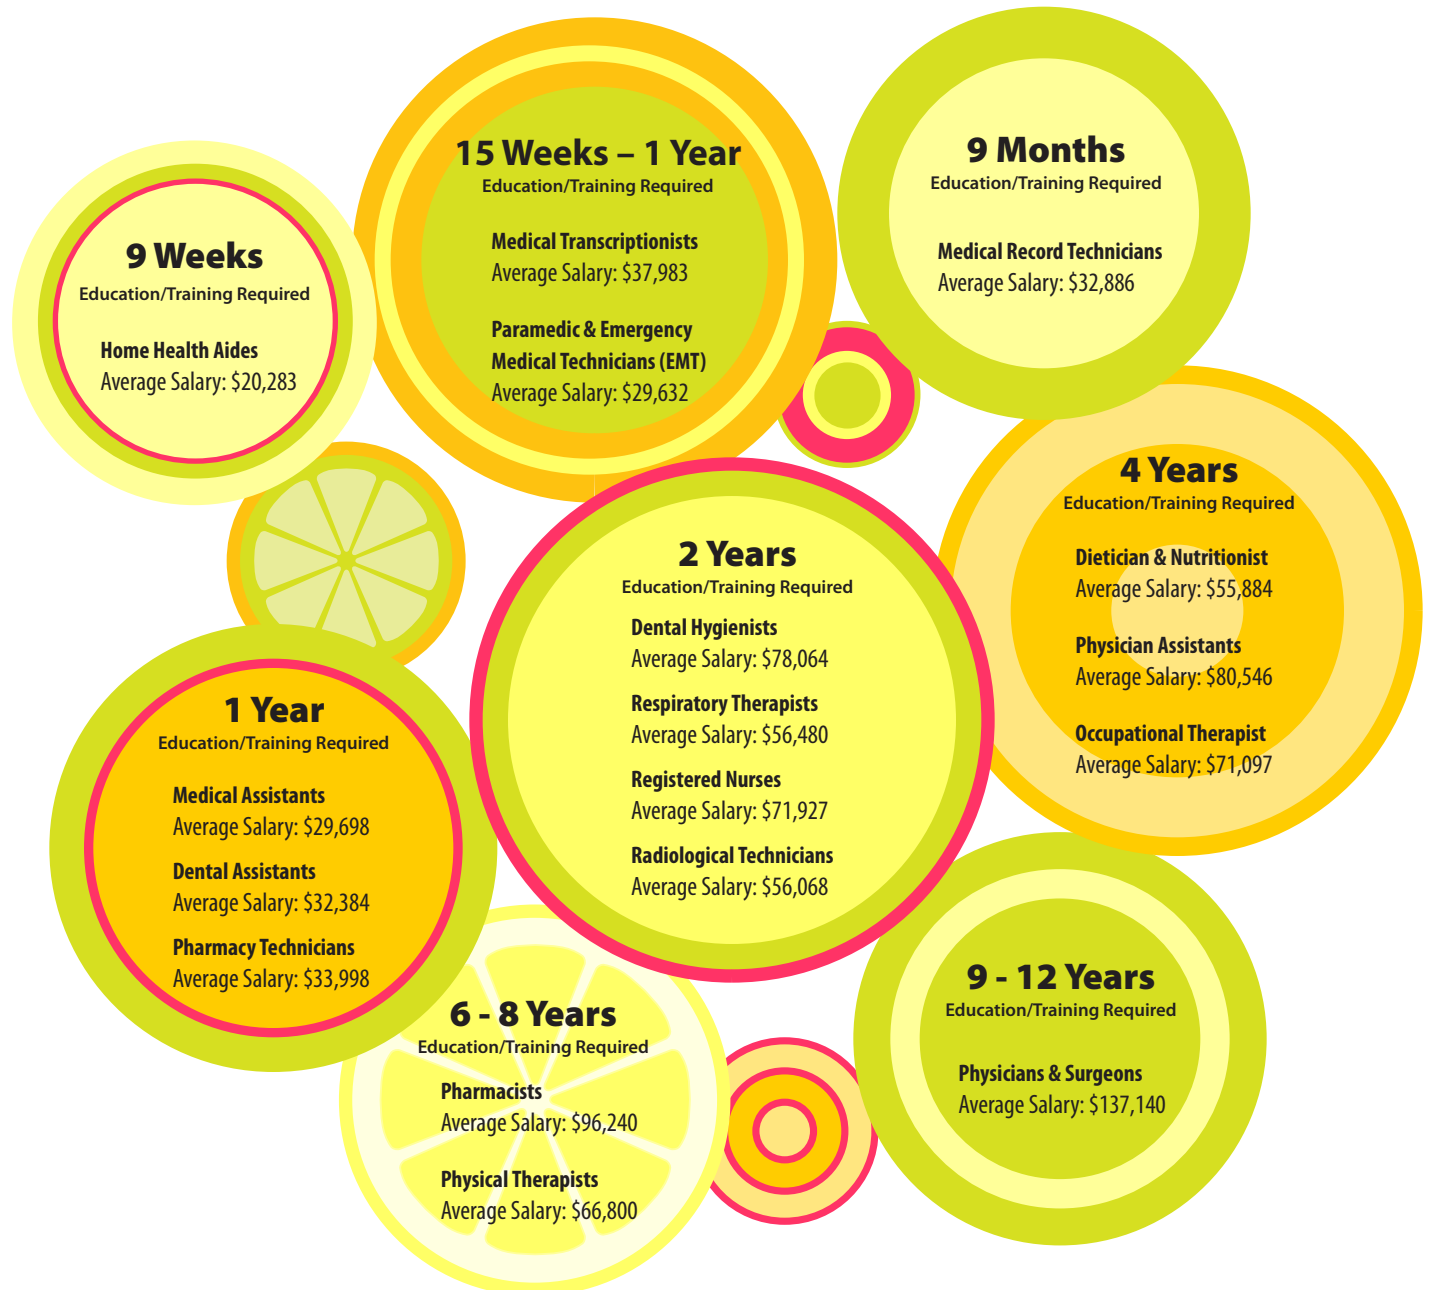 15 Weeks – 1 Year
Education/Training Required
Medical Transcriptionists
Average Salary: $37,983
Paramedic & Emergency
Medical Technicians (EMT)
Average Salary: $29,632
9 Months
Education/Training Required
Medical Record Technicians
Average Salary: $32,886
9 Weeks
Education/Training Required
Home Health Aides
Average Salary: $20,283
4 Years
Education/Training Required
Dietician & Nutritionist
Average Salary: $55,884
Physician Assistants
Average Salary: $80,546
Occupational Therapist
Average Salary: $71,097
2 Years
Education/Training Required
Dental Hygienists
Average Salary: $78,064
Respiratory Therapists
Average Salary: $56,480
Registered Nurses
Average Salary: $71,927
Radiological Technicians
Average Salary: $56,068
1 Year
Education/Training Required
Medical Assistants
Average Salary: $29,698
Dental Assistants
Average Salary: $32,384
Pharmacy Technicians
Average Salary: $33,998
6 - 8 Years
Education/Training Required
Pharmacists
Average Salary: $96,240
Physical Therapists
Average Salary: $66,800
9 - 12 Years
Education/Training Required
Physicians & Surgeons
Average Salary: $137,140